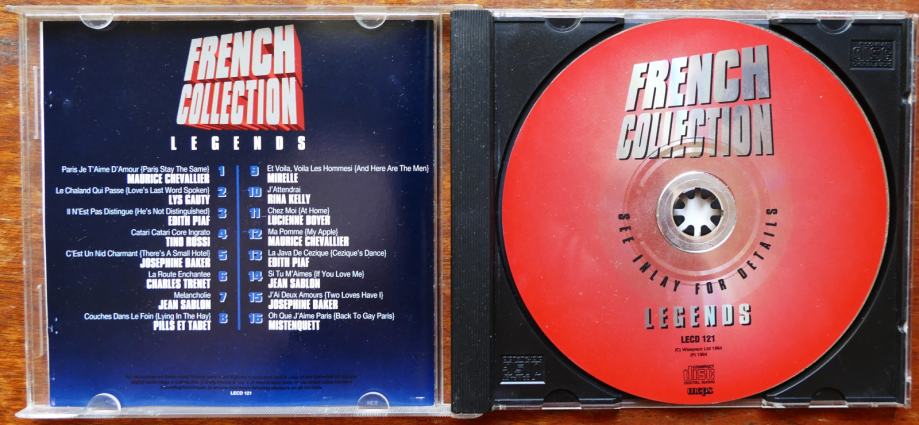 FRENCH
COLLECTION
LEGENDS
Paris Je T'Aime D'Amour {Paris Stay The Same} 1
MAURICE CHEVALLIER
Le Chaland Qui Passe {Love's Last Word Spoken} 2
LYS GAUTY
Il N'Est Pas Distingue {He's Not Distinguished} 3
EDITH PIAF
Catari Catari Core Ingrato 4
TINO ROSSI
C'Est Un Nid Charmant {There's A Small Hotel} 5
JOSEPHINE BAKER
La Route Enchantee 6
CHARLES TRENET
Melancholie 7
JEAN SABLON
Couches Dans Le Foin {Lying In The Hay} 8
PILLS ET TABET
9 Et Voila, Voila Les Hommesi {And Here Are The Men}
MIRELLE
10 J'Attendrai
RINA KELLY
11 Chez Moi {At Home}
LUCIENNE BOYER
12 Ma Pomme {My Apple}
MAURICE CHEVALLIER
13 La Java De Cezique {Cezique's Dance}
EDITH PIAF
14 Si Tu M'Aimes {If You Love Me}
JEAN SABLON
15 J'Ai Deux Amours {Two Loves Have I}
JOSEPHINE BAKER
16 Oh Que J'Aime Paris {Back To Gay Paris}
MISTENQUETT
LECD 121
FRENCH
COLLECTION
SEE INLAY FOR DETAILS
LEGENDS
LECD 121
(P) 1994
COMPACT
disc
DIGITAL AUDIO
mcps